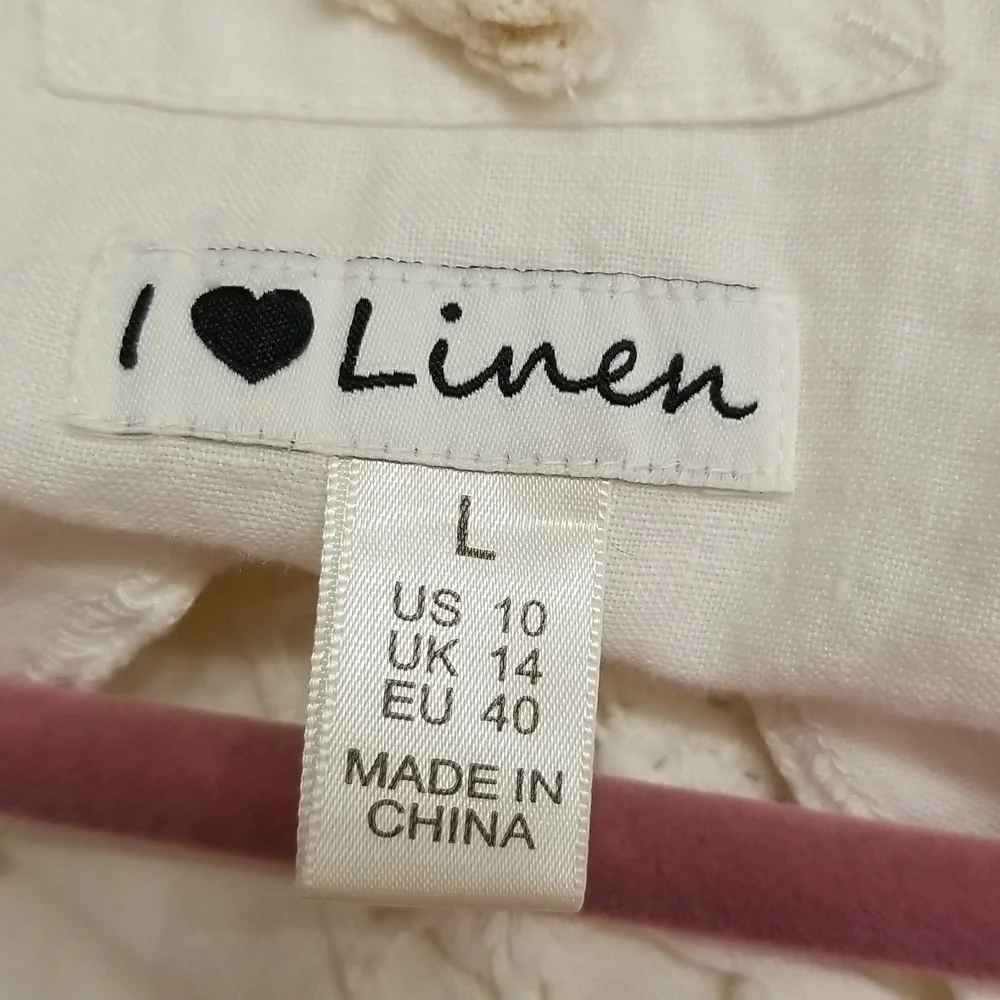 I ♥ Linen
L
US 10
UK 14
EU 40
MADE IN
CHINA